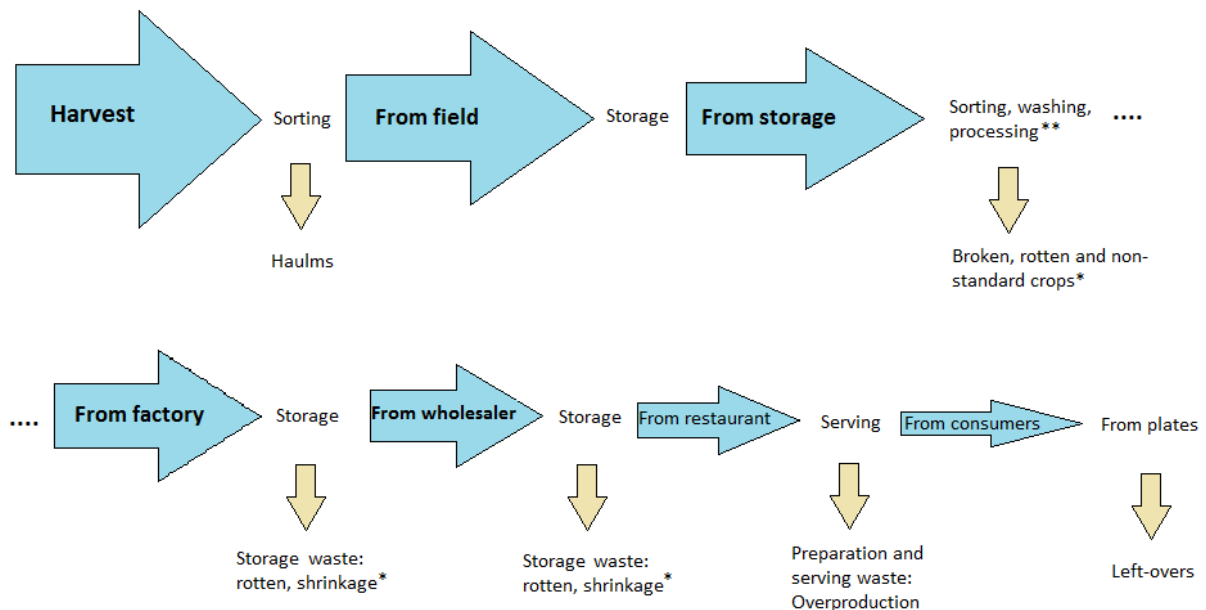 Harvest
Sorting
From field
Storage
From storage
Sorting, washing,
processing**
....
Haulms
Broken, rotten and non-
standard crops*
....
From factory
Storage
From wholesaler
Storage
From restaurant
Serving
From consumers
From plates
Storage waste:
rotten, shrinkage*
Storage waste:
rotten, shrinkage*
Preparation and
serving waste:
Overproduction
Left-overs